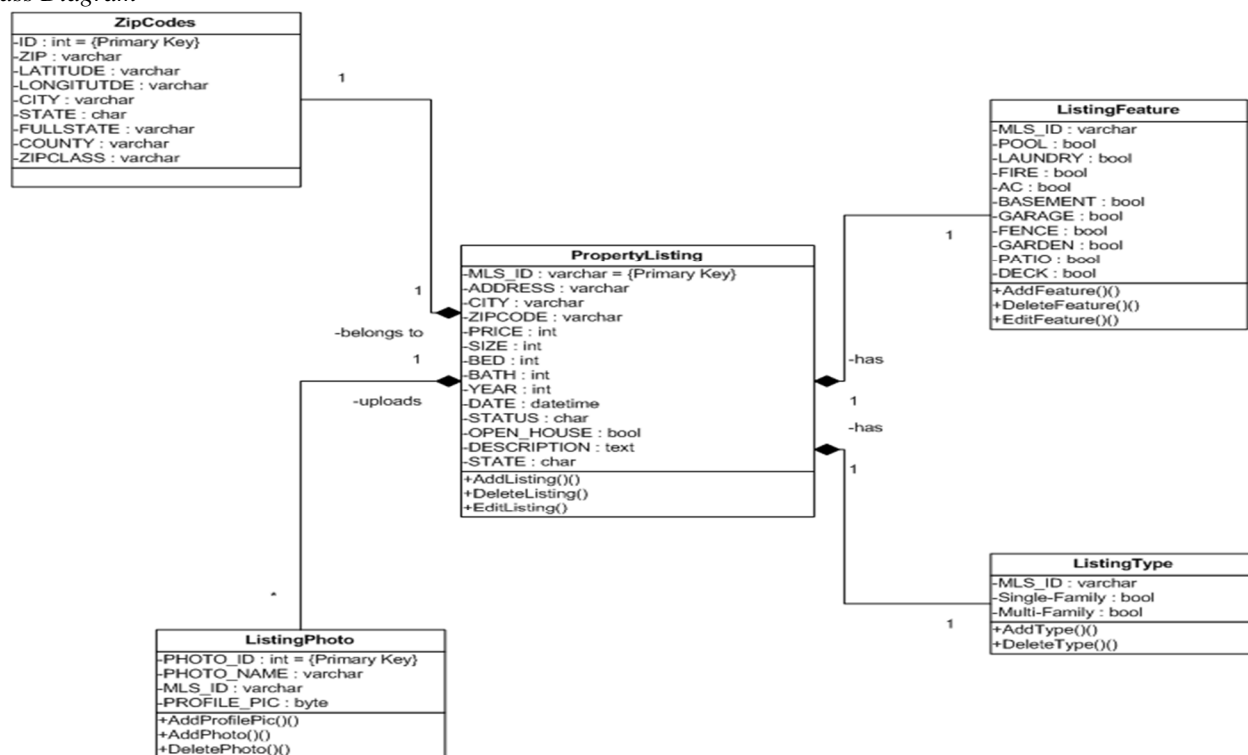 ass Diagram
ZipCodes
-ID : int = {Primary Key}
-ZIP : varchar
-LATITUDE : varchar
-LONGITUTDE : varchar
-CITY : varchar
-STATE : char
-FULLSTATE : varchar
-COUNTY : varchar
-ZIPCLASS : varchar
1
1
-belongs to
1
-uploads
*
PropertyListing
-MLS_ID : varchar = {Primary Key}
-ADDRESS : varchar
-CITY : varchar
-ZIPCODE : varchar
-PRICE : int
-SIZE : int
-BED : int
-BATH : int
-YEAR : int
-DATE : datetime
-STATUS : char
-OPEN_HOUSE : bool
-DESCRIPTION : text
-STATE : char
+AddListing()()
+DeleteListing()
+EditListing()
ListingFeature
-MLS_ID : varchar
-POOL : bool
-LAUNDRY : bool
-FIRE : bool
-AC : bool
-BASEMENT : bool
-GARAGE : bool
-FENCE : bool
-GARDEN : bool
-PATIO : bool
-DECK : bool
+AddFeature()()
+DeleteFeature()()
+EditFeature()()
1
-has
1
-has
1
1
ListingType
-MLS_ID : varchar
-Single-Family : bool
-Multi-Family : bool
+AddType()()
+DeleteType()()
ListingPhoto
-PHOTO_ID : int = {Primary Key}
-PHOTO_NAME : varchar
-MLS_ID : varchar
-PROFILE_PIC : byte
+AddProfilePic()()
+AddPhoto()()
+DeletePhoto()()